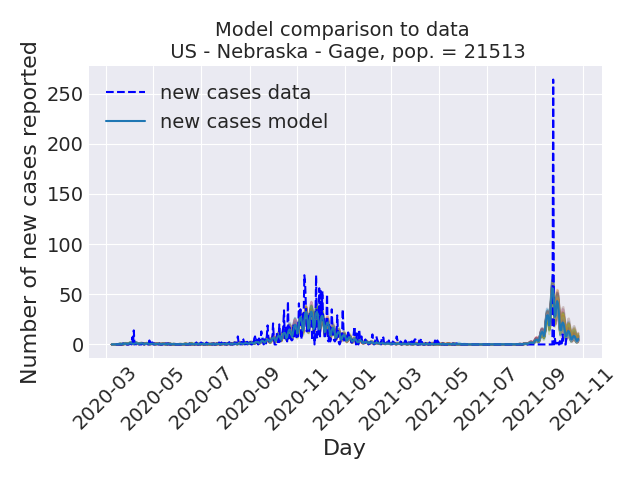 Model comparison to data
US - Nebraska - Gage, pop. = 21513
Number of new cases reported
250
200
150
100
50
0
new cases data
new cases model
2020-03
2020-05
2020-07
2020-09
2020-11
2021-01
2021-03
2021-05
2021-07
2021-09
2021-11
Day